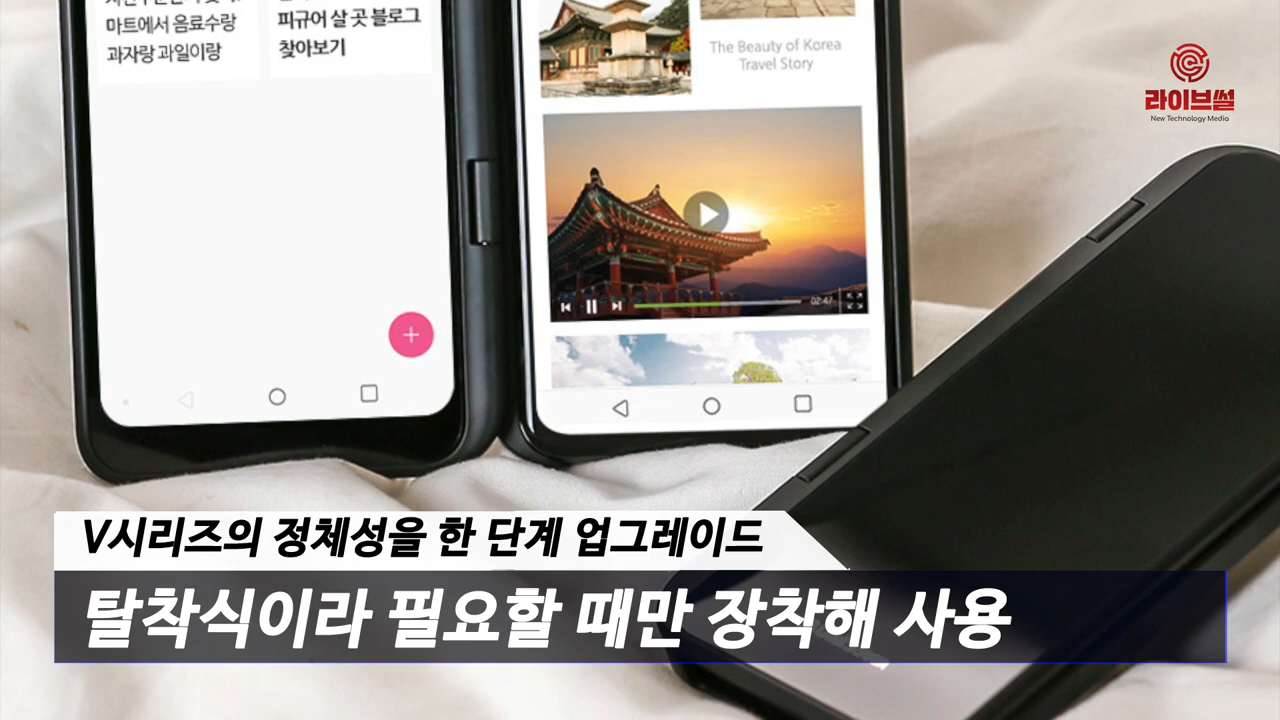 마트에서 음료수랑
과자랑 과일이랑
피규어 살 곳 블로그
찾아보기
The Beauty of Korea
Travel Story
02:47
라이브썰
New Technology Media
V시리즈의 정체성을 한 단계 업그레이드
탈착식이라 필요할 때만 장착해 사용